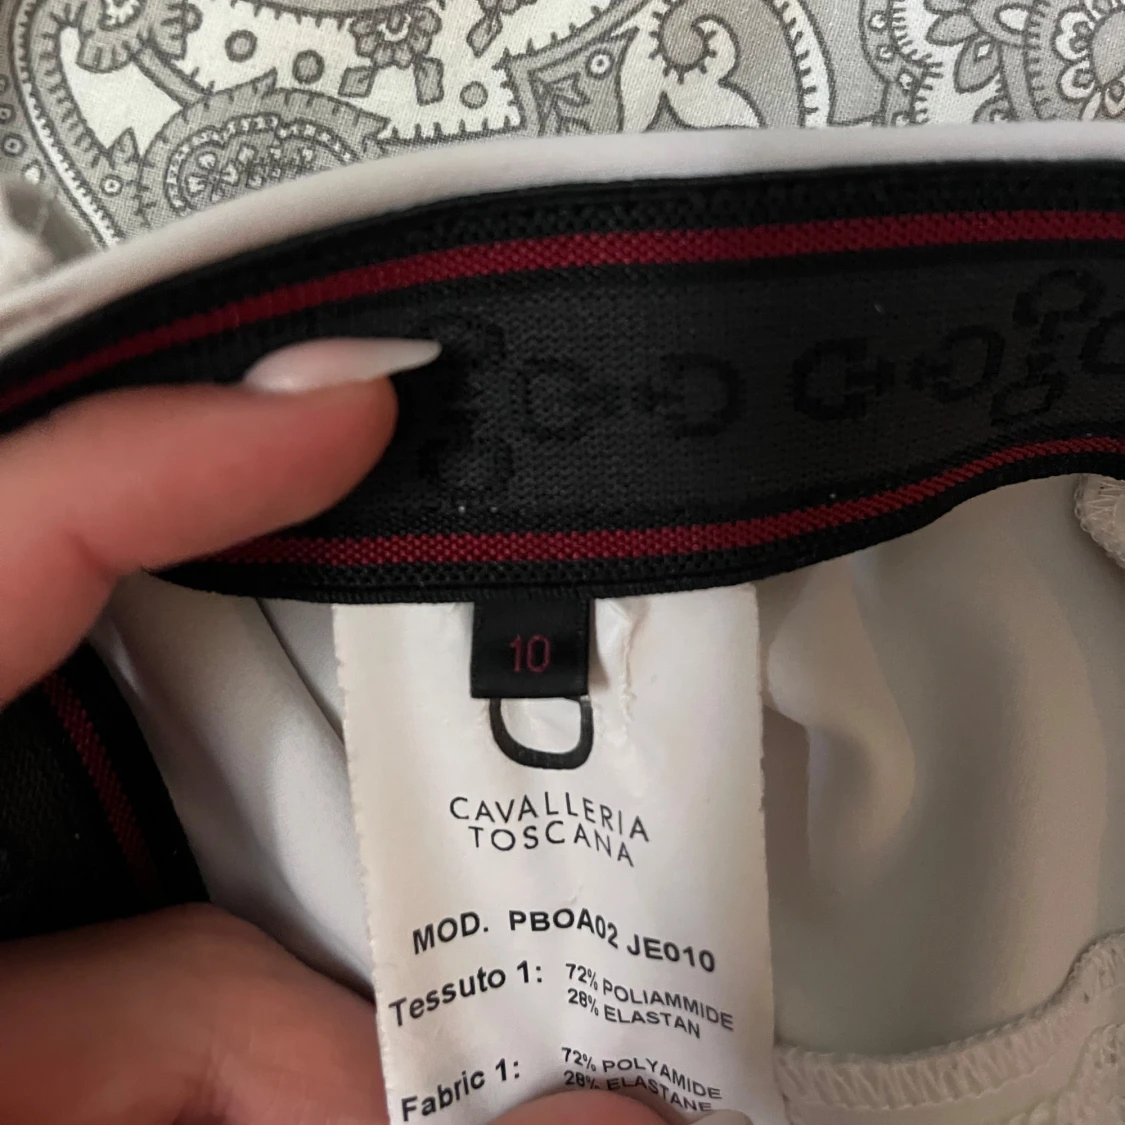 10
CAVALLERIA
TOSCANA
MOD. PBOA02 JE010
Tessuto 1: 72% POLIAMMIDE
28% ELASTAN
Fabric 1: 72% POLYAMIDE
28% ELASTANE